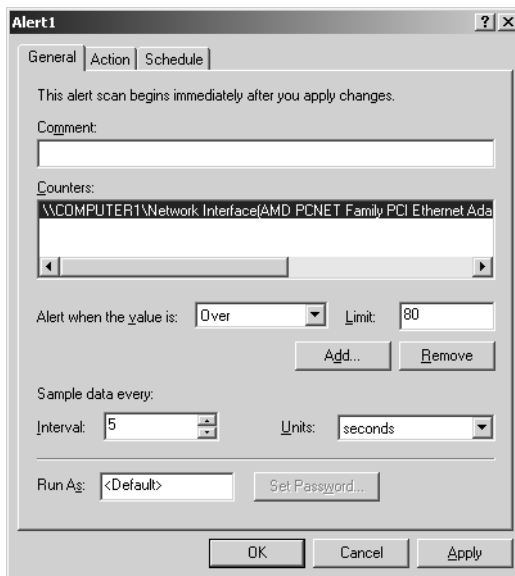 Alert1
General Action Schedule
This alert scan begins immediately after you apply changes.
Comment:
Counters:
\\COMPUTER1\Network Interface(AMD PCNET Family PCI Ethernet Ada
Alert when the value is: Over Limit: 80
Add... Remove
Sample data every:
Interval: 5 Units: seconds
Run As: <Default> Set Password...
OK Cancel Apply